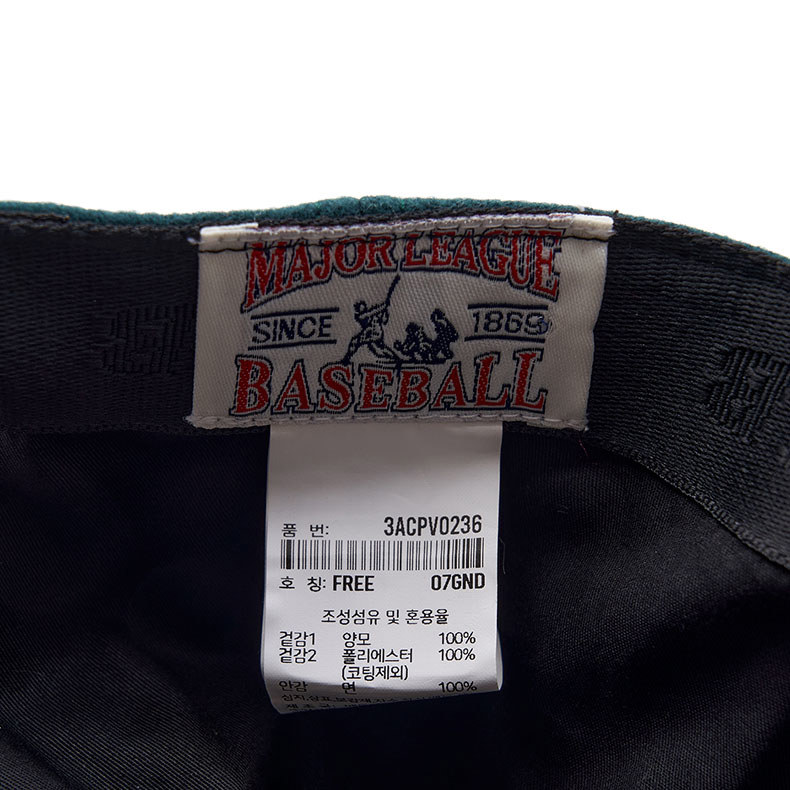 MAJOR LEAGUE
SINCE 1869
BASEBALL
품 번: 3ACPV0236
호 칭: FREE 07GND
조성섬유 및 혼용율
겉감1 양모 100%
겉감2 폴리에스터 100%
(코팅제외)
안감 면 100%